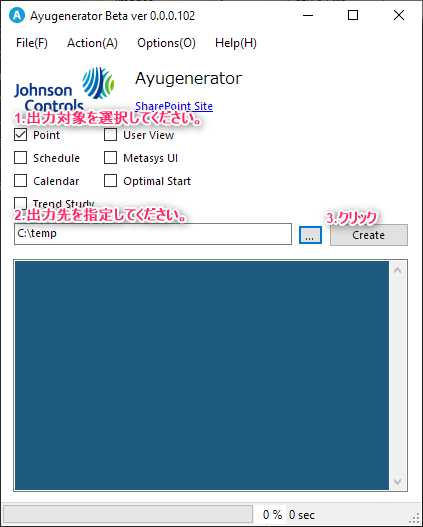 A Ayugenerator Beta ver 0.0.0.102
File(F) Action(A) Options(O) Help(H)
Johnson
Controls
Ayugenerator
SharePoint Site
1.出力対象を選択してください。
Point User View
Schedule Metasys UI
Calendar Optimal Start
Trend Study
2.出力先を指定してください。
3.クリック
C:\temp ... Create
0 % 0 sec